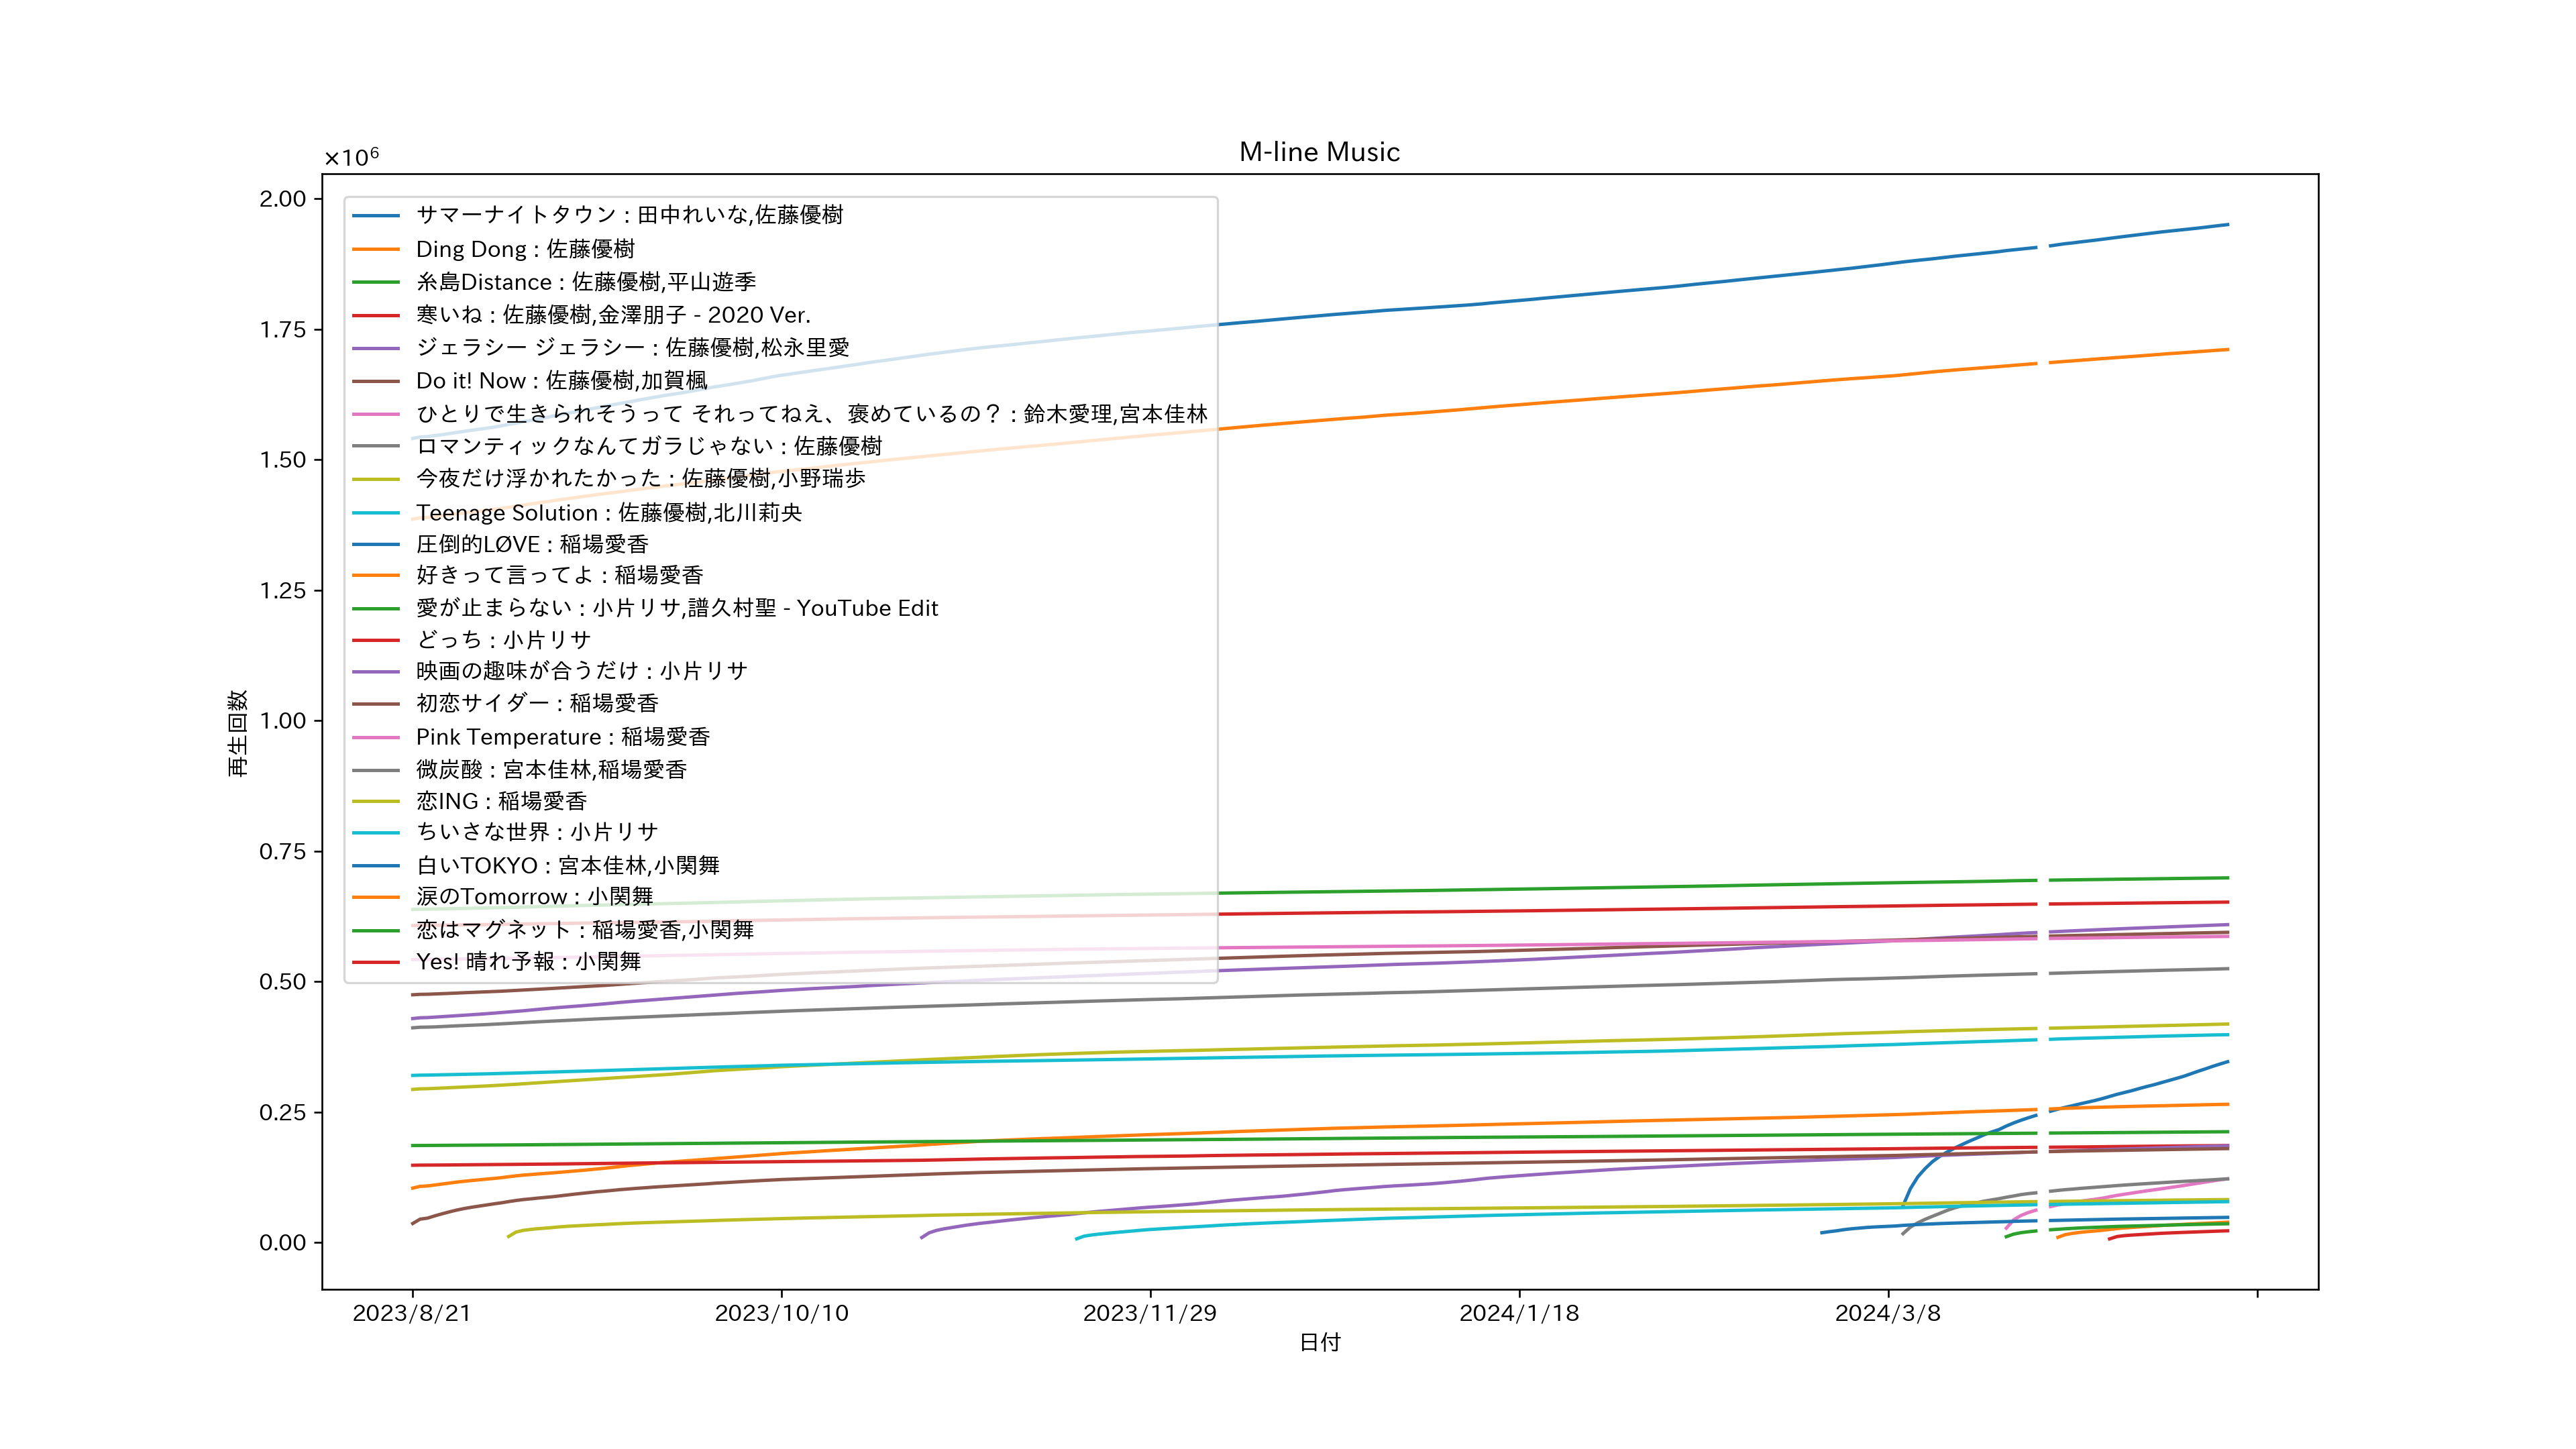 M-line Music
×10⁶
2.00
1.75
1.50
1.25
1.00
0.75
0.50
0.25
0.00
再生回数
サマーナイトタウン : 田中れいな,佐藤優樹
Ding Dong : 佐藤優樹
糸島Distance : 佐藤優樹,平山遊季
寒いね : 佐藤優樹,金澤朋子 - 2020 Ver.
ジェラシー ジェラシー : 佐藤優樹,松永里愛
Do it! Now : 佐藤優樹,加賀楓
ひとりで生きられそうって それってねえ、褒めているの？ : 鈴木愛理,宮本佳林
ロマンティックなんてガラじゃない : 佐藤優樹
今夜だけ浮かれたかった : 佐藤優樹,小野瑞歩
Teenage Solution : 佐藤優樹,北川莉央
圧倒的LØVE : 稲場愛香
好きって言ってよ : 稲場愛香
愛が止まらない : 小片リサ,譜久村聖 - YouTube Edit
どっち : 小片リサ
映画の趣味が合うだけ : 小片リサ
初恋サイダー : 稲場愛香
Pink Temperature : 稲場愛香
微炭酸 : 宮本佳林,稲場愛香
恋ING : 稲場愛香
ちいさな世界 : 小片リサ
白いTOKYO : 宮本佳林,小関舞
涙のTomorrow : 小関舞
恋はマグネット : 稲場愛香,小関舞
Yes! 晴れ予報 : 小関舞
2023/8/21 2023/10/10 2023/11/29 2024/1/18 2024/3/8
日付